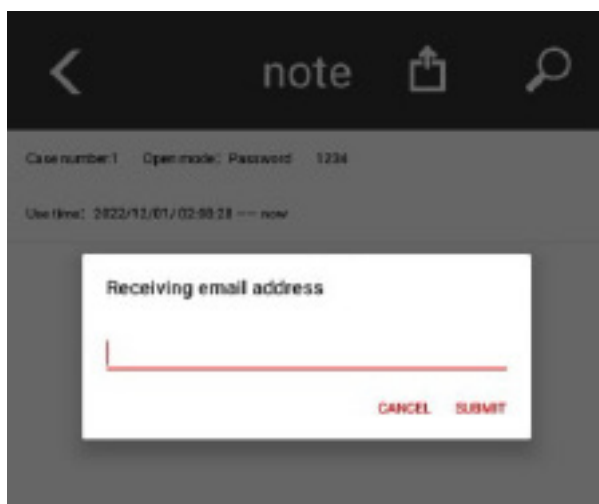 note
Case number:1 Open mode: Password 1234
Use time: 2022/12/01/ 02:08:28 --- now
Receiving email address
CANCEL SUBMIT